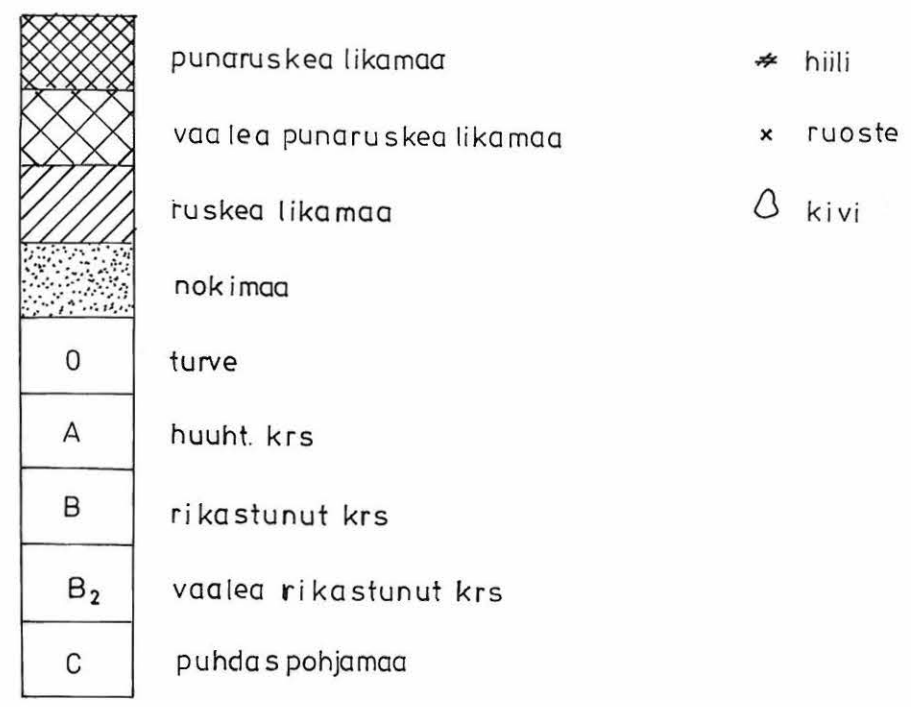 punaruskea likamaa
vaalea punaruskea likamaa
ruskea likamaa
nokimaa
O turve
A huuht. krs
B rikastunut krs
B₂ vaalea rikastunut krs
C puhdas pohjamaa
hiili
x ruoste
kivi